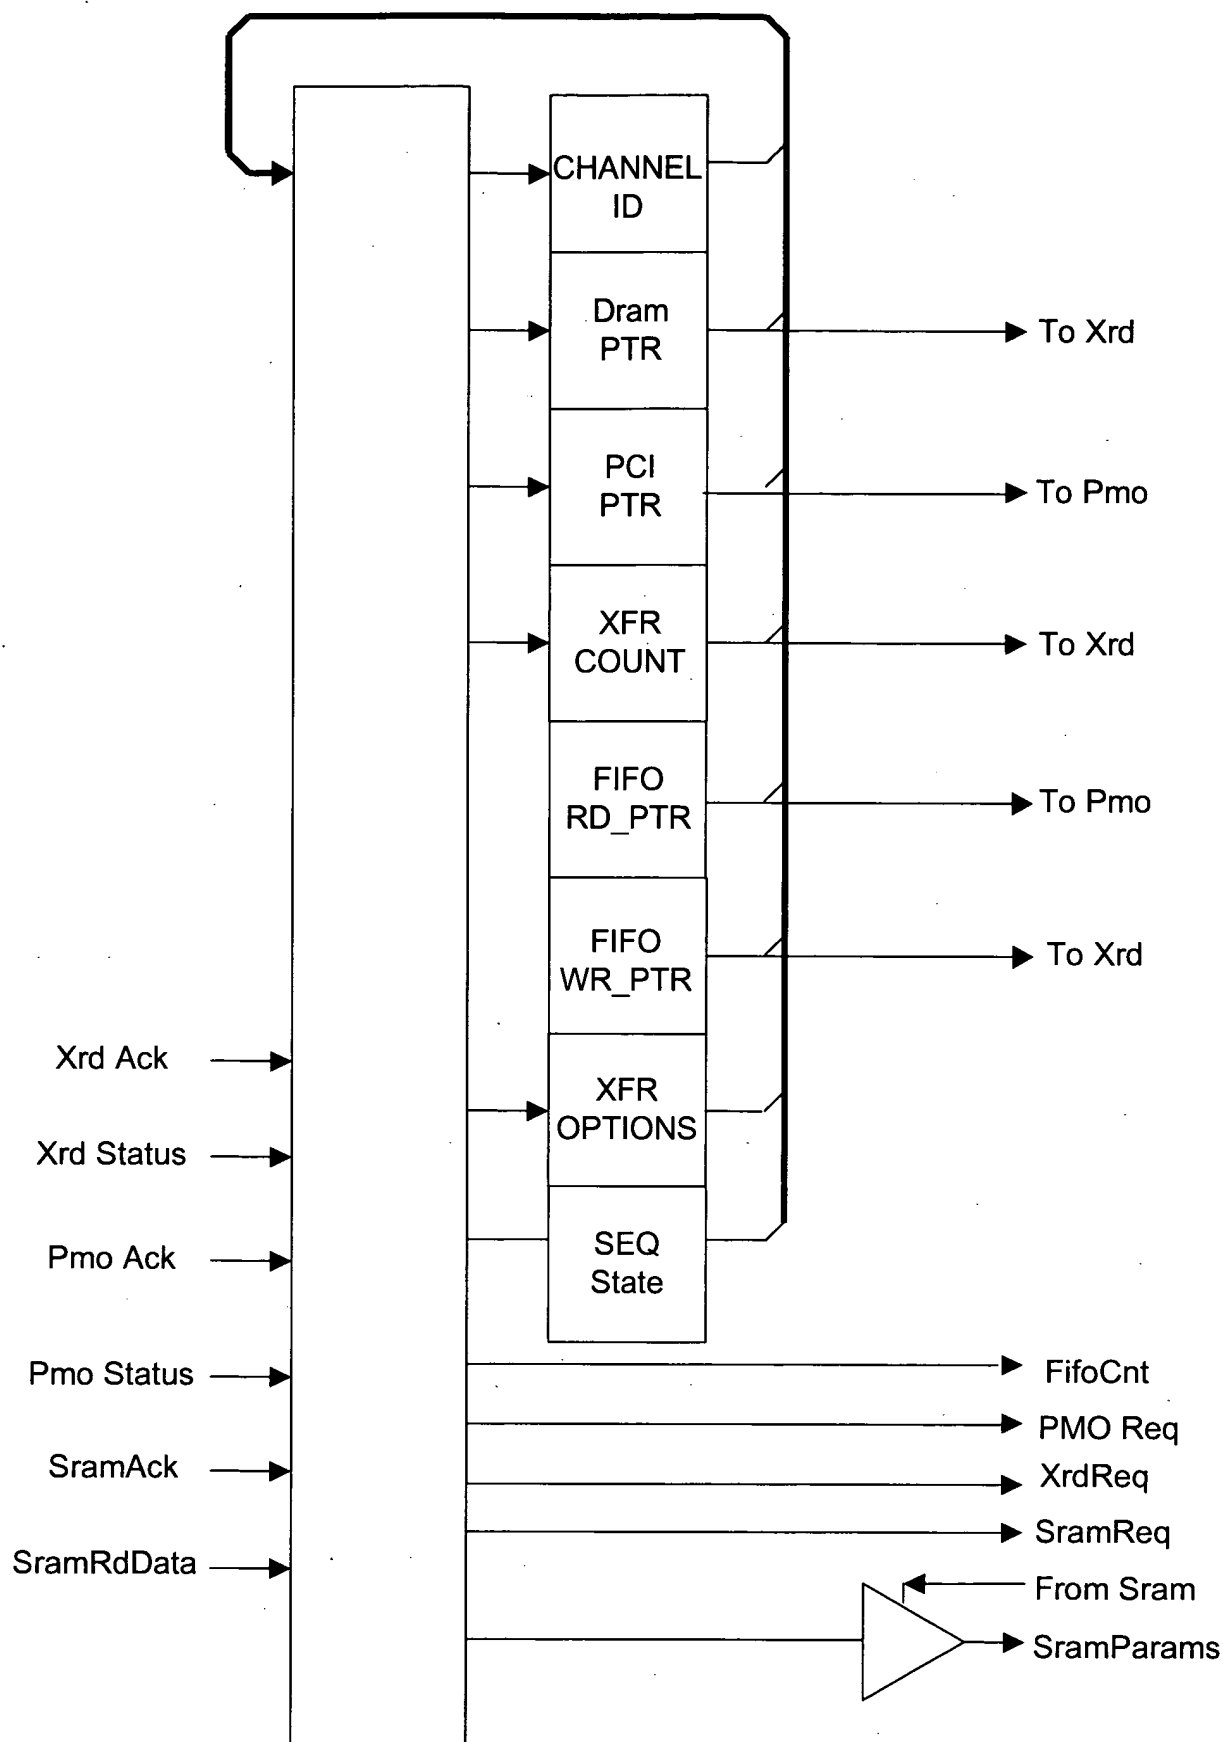 CHANNEL
ID
Dram
PTR
To Xrd
PCI
PTR
To Pmo
XFR
COUNT
To Xrd
FIFO
RD_PTR
To Pmo
FIFO
WR_PTR
To Xrd
Xrd Ack
XFR
OPTIONS
Xrd Status
Pmo Ack
SEQ
State
Pmo Status
FifoCnt
PMO Req
SramAck
XrdReq
SramReq
SramRdData
From Sram
SramParams